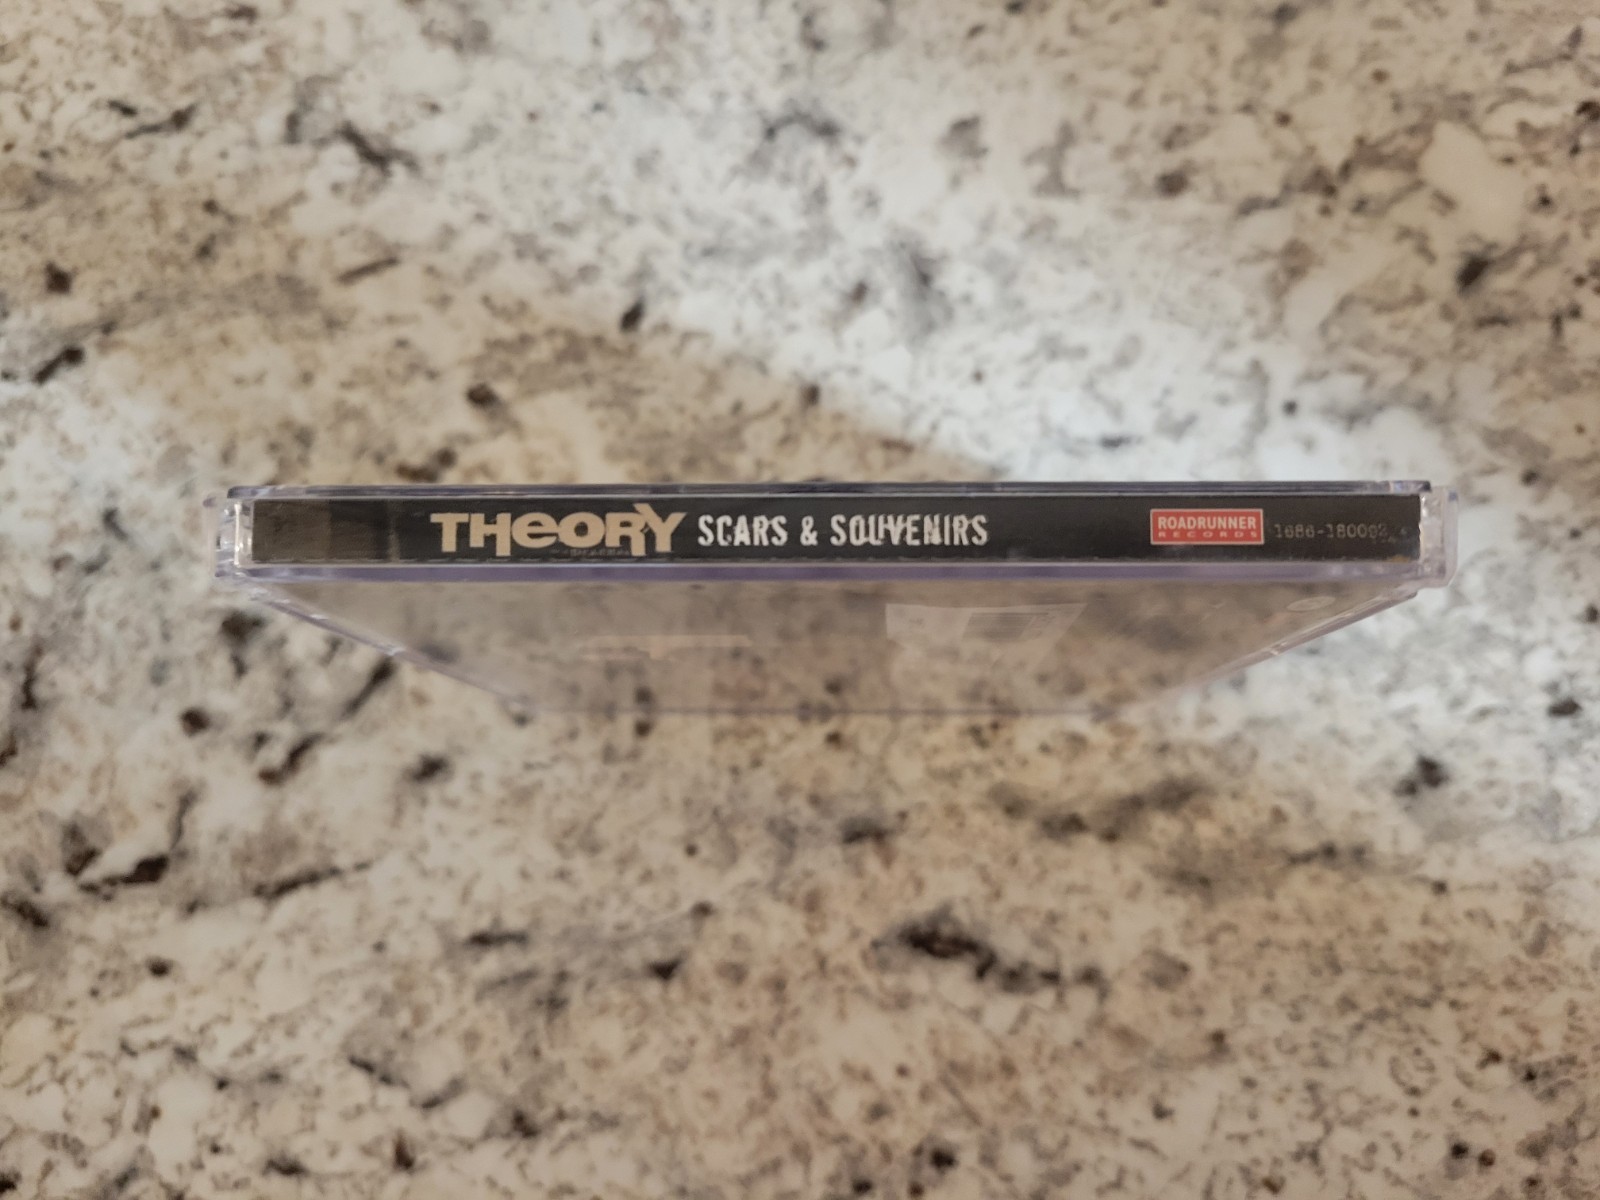 THeORY SCARS & SOUVENIRS ROADRUNNER RECORDS